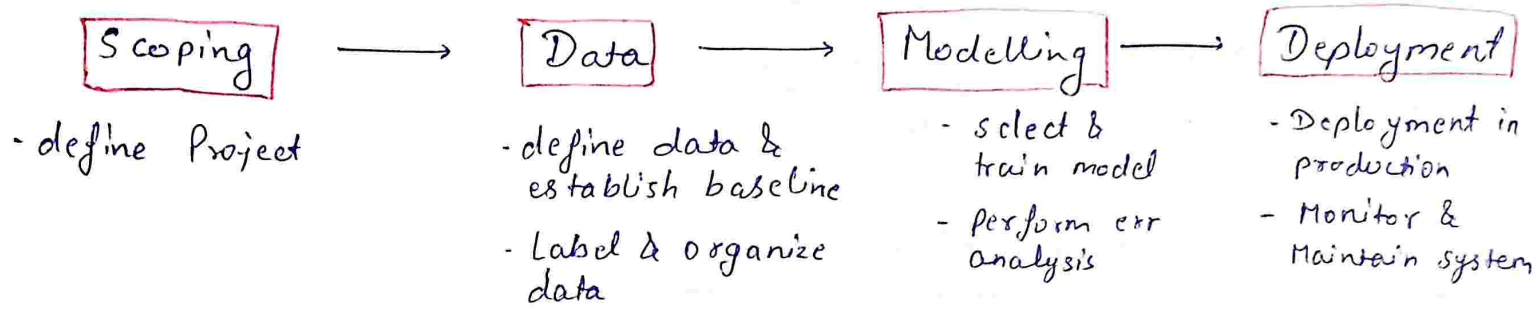 Scoping
Data
Modelling
Deployment
- define Project
- define data &
establish baseline
- Label & organize
data
- select &
train model
- Perform err
analysis
- Deployment in
production
- Monitor &
Maintain system